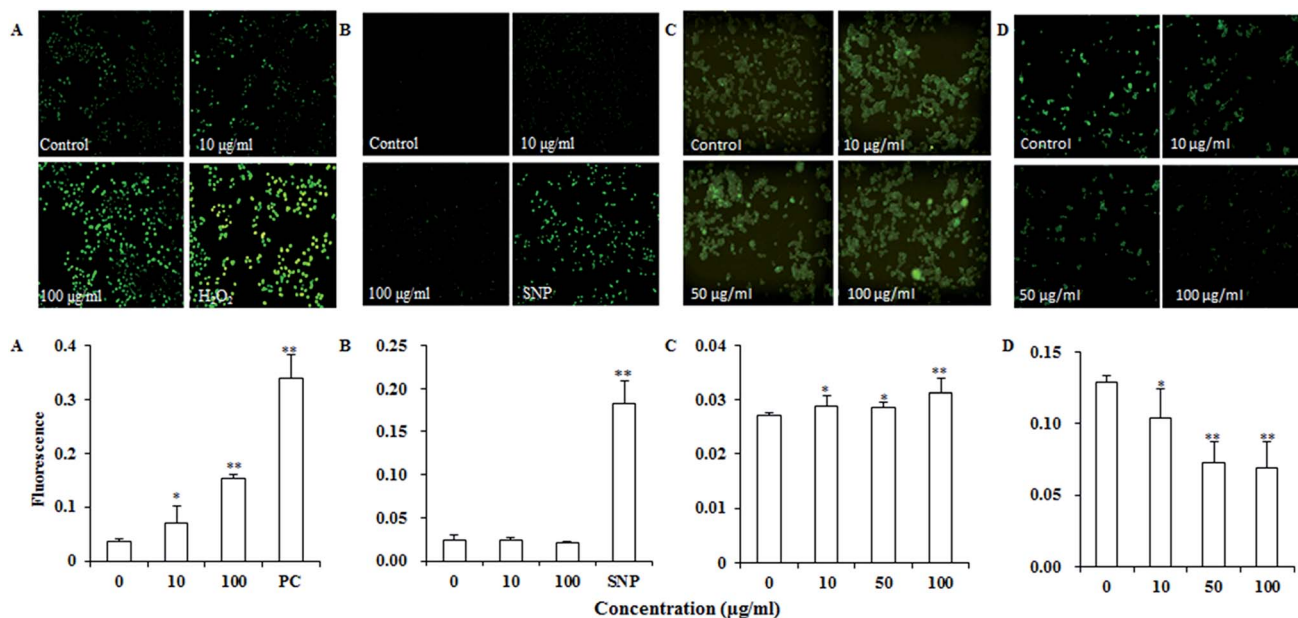 A
B
C
D
Control
10 µg/ml
Control
10 µg/ml
Control
10 µg/ml
Control
10 µg/ml
100 µg/ml
H₂O₂
100 µg/ml
SNP
50 µg/ml
100 µg/ml
50 µg/ml
100 µg/ml
A
B
C
D
Fluorescence
0.4
0.3
0.2
0.1
0
*
**
**
0
10
100
PC
0.25
0.20
0.15
0.10
0.05
0.00
**
0
10
100
SNP
0.04
0.03
0.02
0.01
0
*
*
**
0
10
50
100
0.15
0.10
0.05
0.00
*
**
**
0
10
50
100
Concentration (µg/ml)